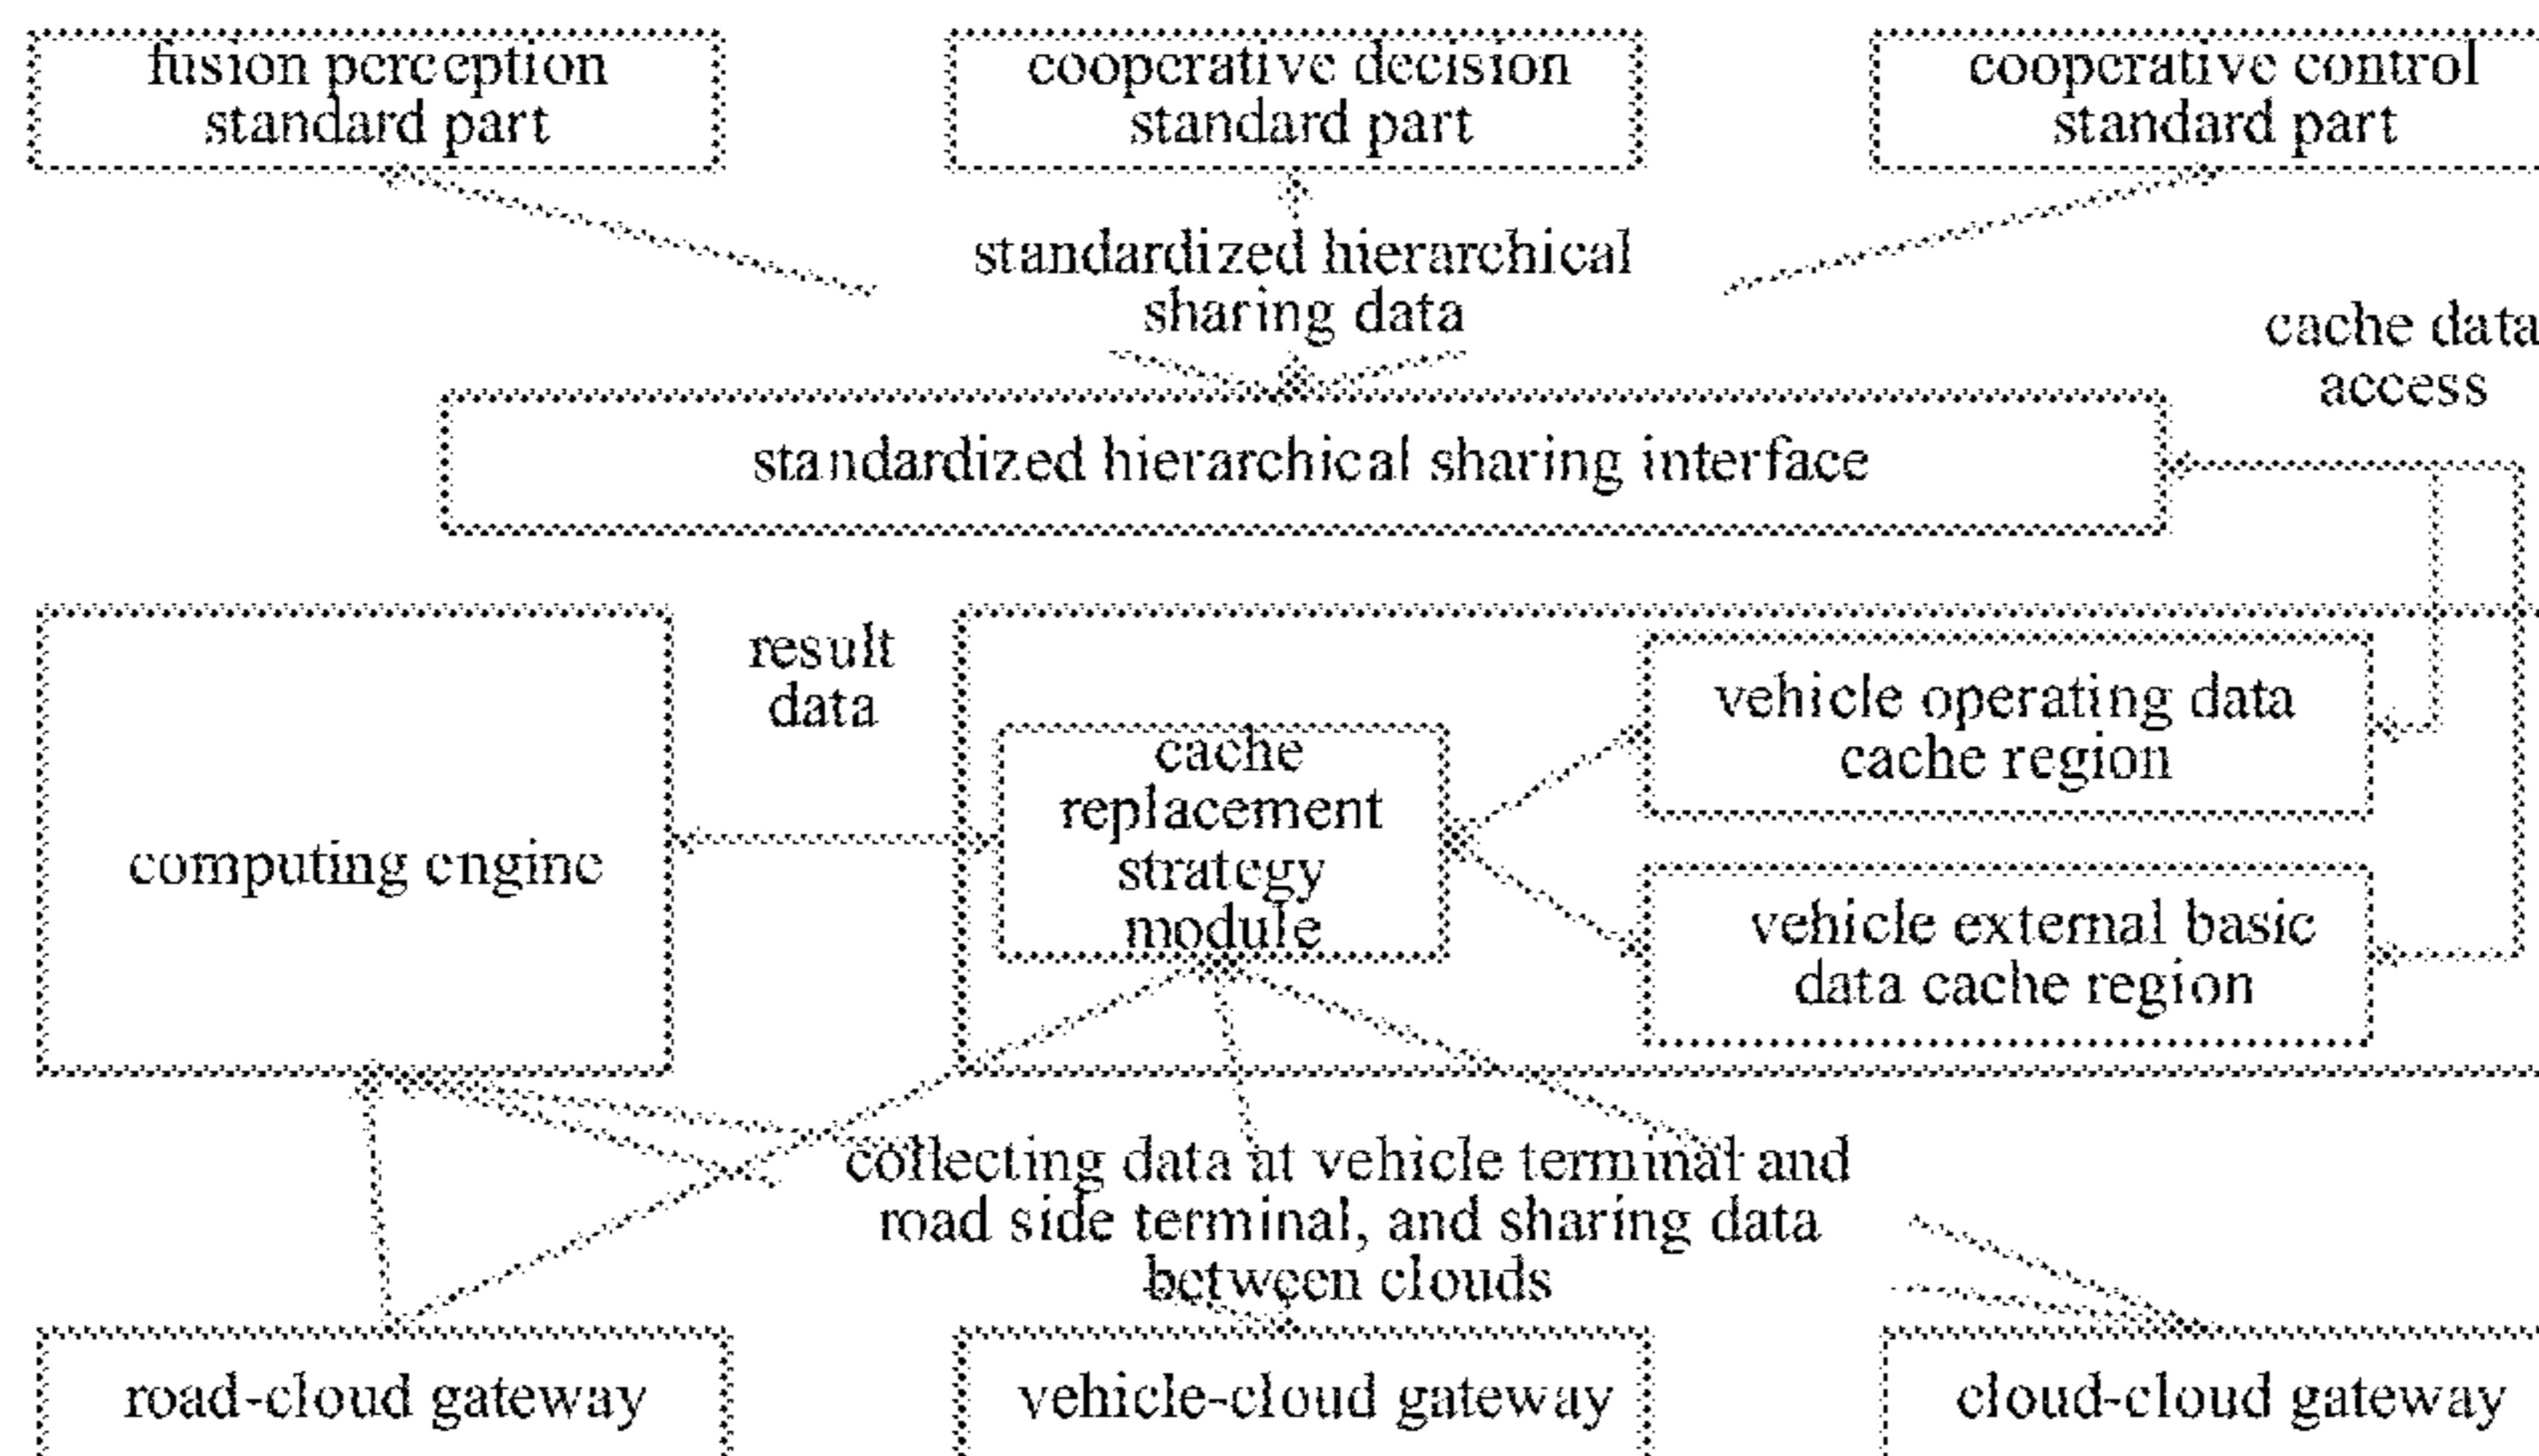 fusion perception
standard part
cooperative decision
standard part
cooperative control
standard part
standardized hierarchical
sharing data
cache data
access
standardized hierarchical sharing interface
result
data
computing engine
cache
replacement
strategy
module
vehicle operating data
cache region
vehicle external basic
data cache region
collecting data at vehicle terminal and
road side terminal, and sharing data
between clouds
road-cloud gateway
vehicle-cloud gateway
cloud-cloud gateway